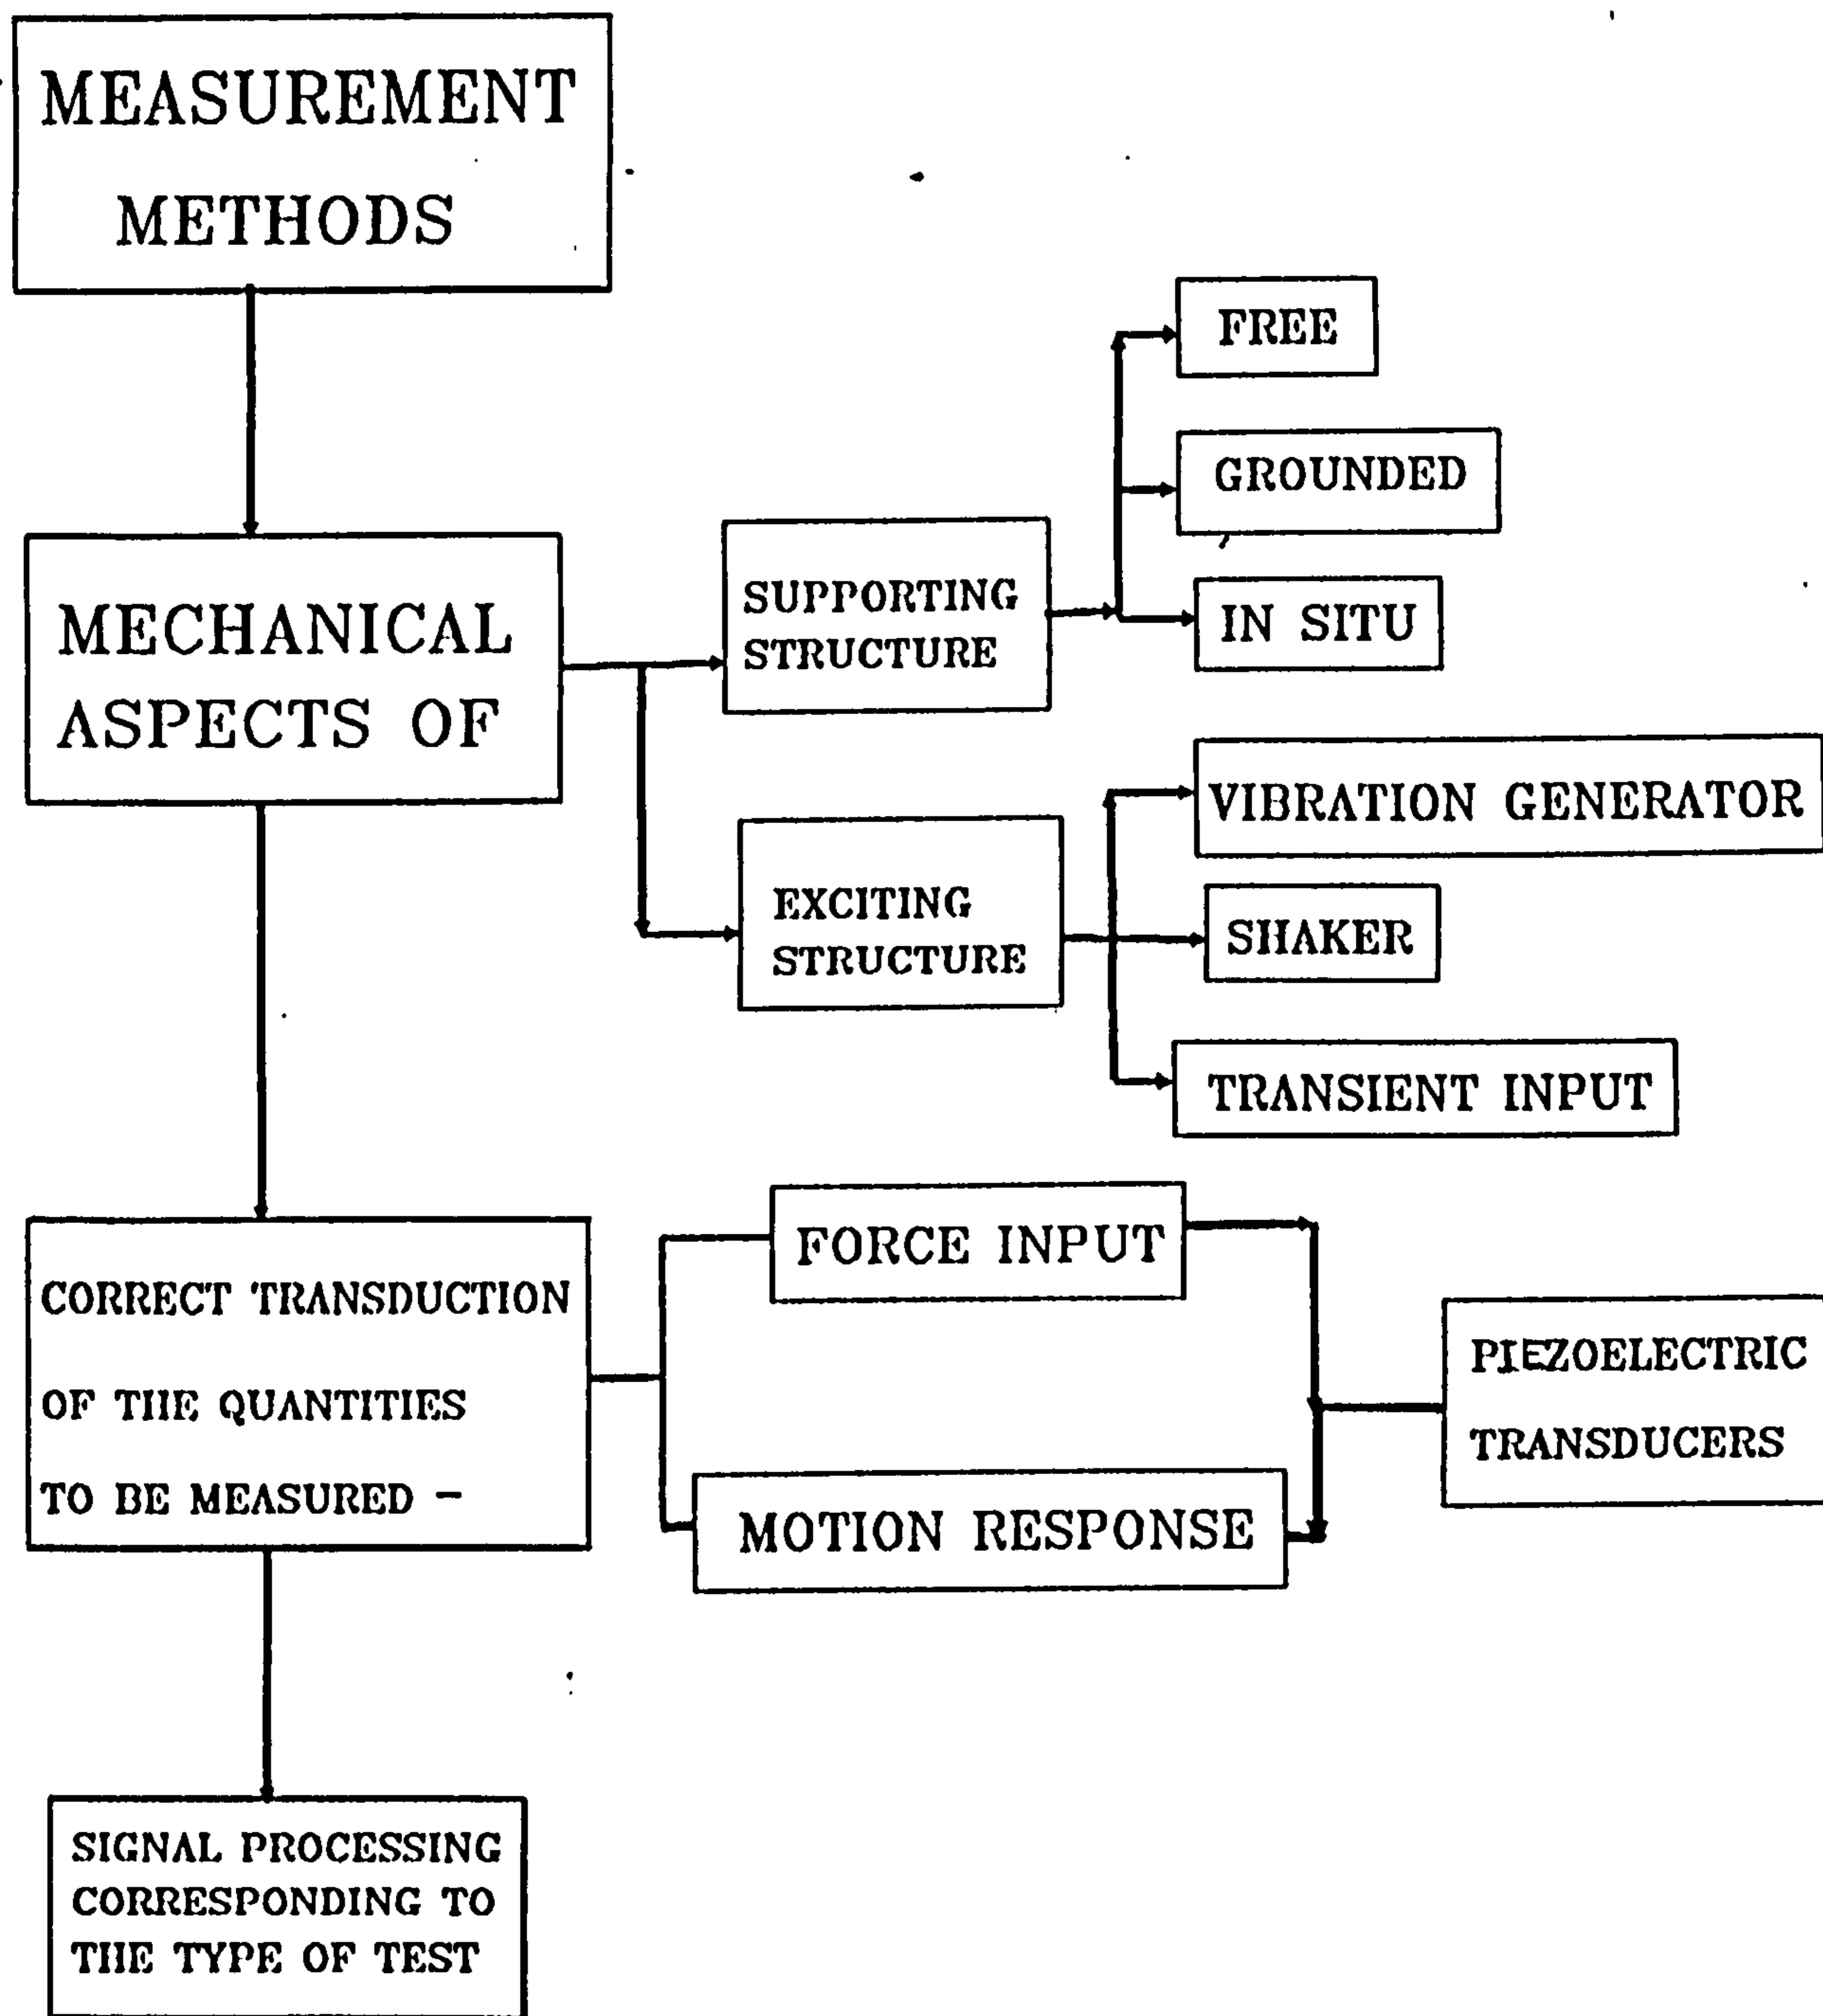 MEASUREMENT
METHODS
FREE
GROUNDED
IN SITU
SUPPORTING
STRUCTURE
MECHANICAL
ASPECTS OF
VIBRATION GENERATOR
EXCITING
STRUCTURE
SHAKER
TRANSIENT INPUT
FORCE INPUT
CORRECT TRANSDUCTION
OF THE QUANTITIES
TO BE MEASURED -
MOTION RESPONSE
PIEZOELECTRIC
TRANSDUCERS
SIGNAL PROCESSING
CORRESPONDING TO
THE TYPE OF TEST